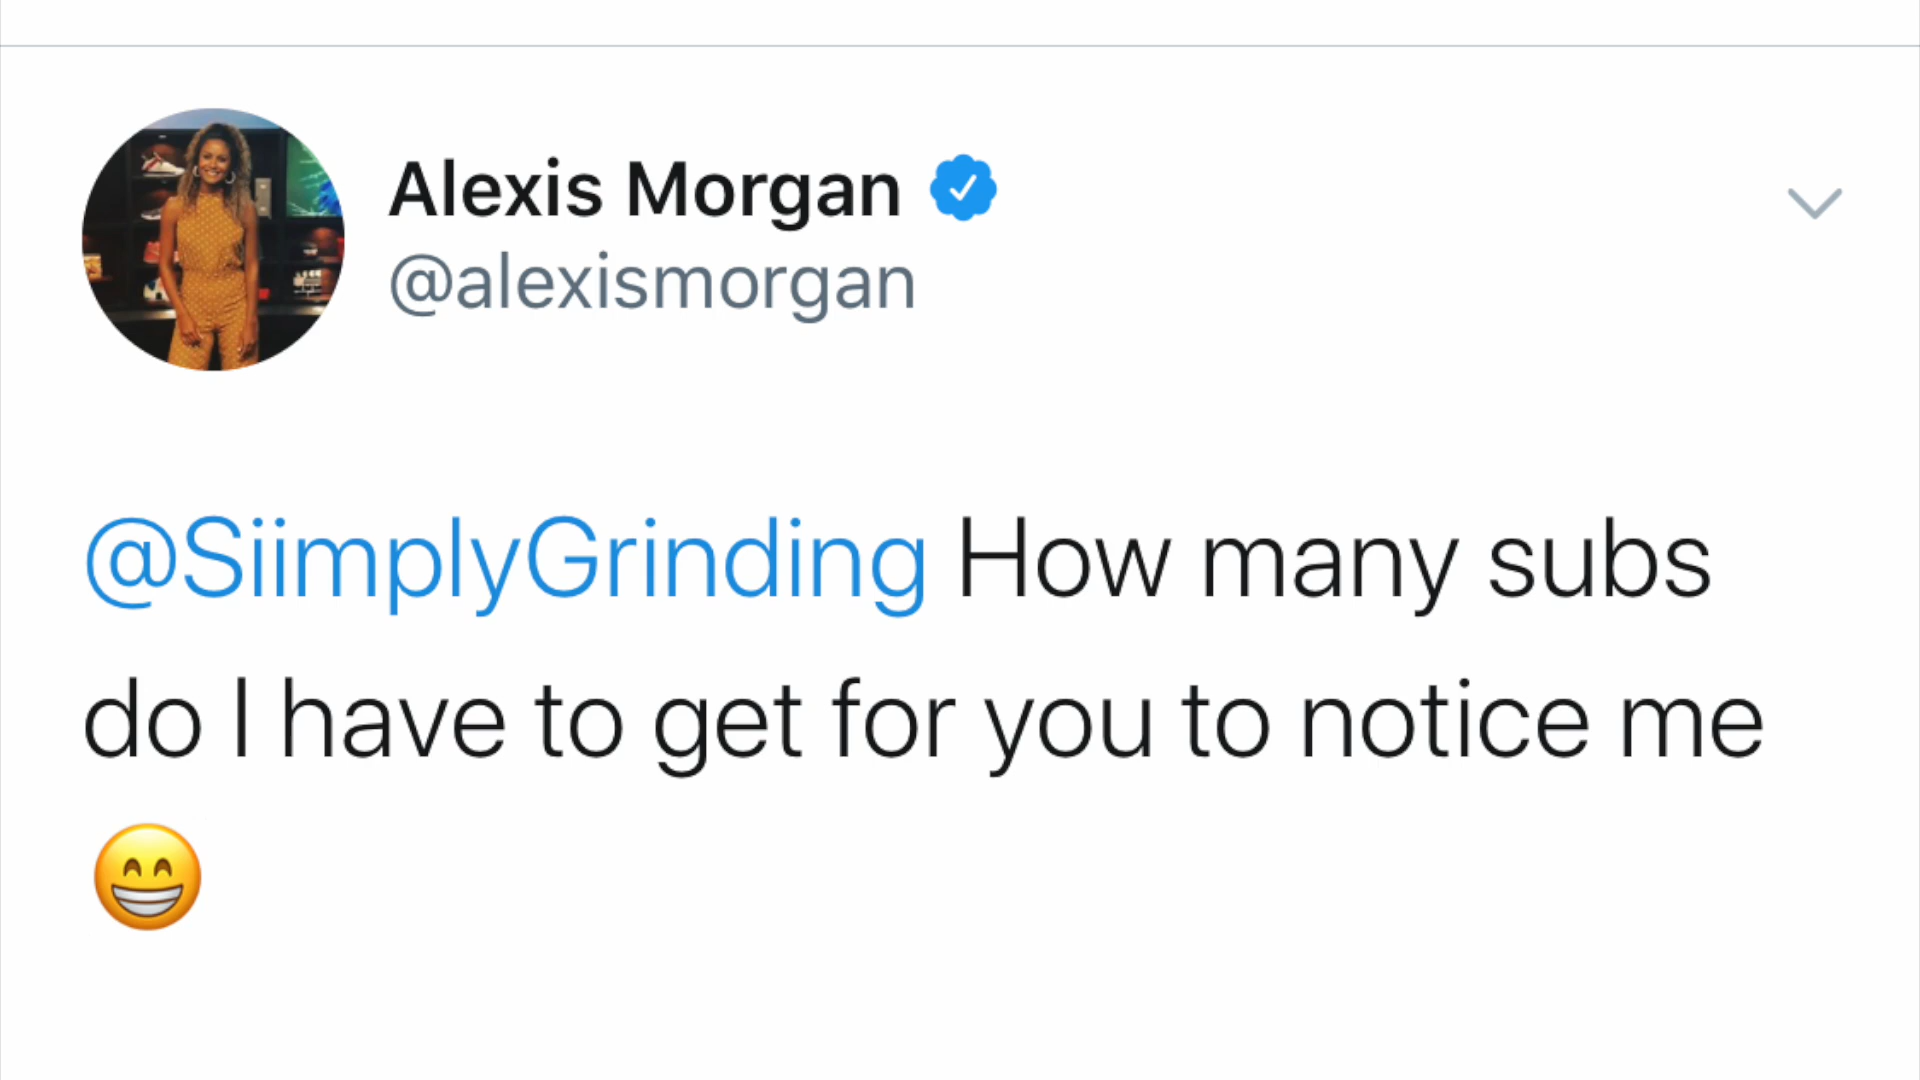 Alexis Morgan
@alexismorgan
@SiimplyGrinding How many subs
do I have to get for you to notice me
😁